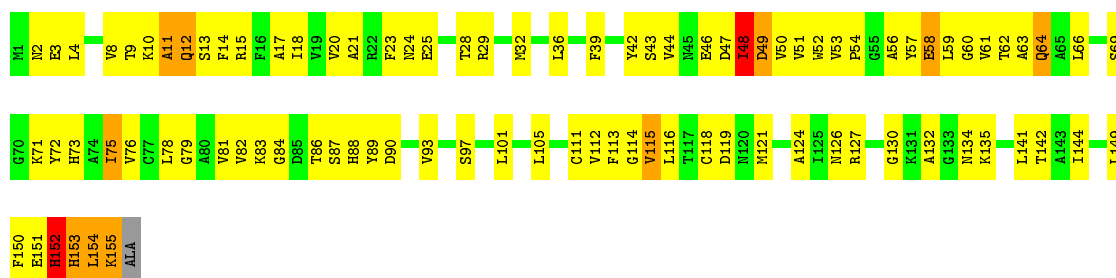 M1 N2 E3 L4 V8 T9 K10 A11 Q12 S13 F14 R15 F16 A17 I18 V19 V20 A21 R22 F23 N24 E25 T28 R29 M32 L36 F39 Y42 S43 V44 N45 E46 D47 I48 D49 V50 V51 W52 V53 P54 G55 A56 Y57 E58 L59 G60 V61 T62 A63 Q64 A65 L66 S69
G70 K71 Y72 H73 A74 I75 V76 C77 L78 G79 A80 V81 V82 K83 G84 D85 T86 S87 H88 Y89 D90 V93 S97 L101 L105 C111 V112 F113 G114 V115 L116 T117 C118 D119 N120 M121 A124 I125 N126 R127 G130 K131 A132 G133 N134 K135 L141 T142 A143 I144 L149
F150 E151 H152 H153 L154 K155 ALA